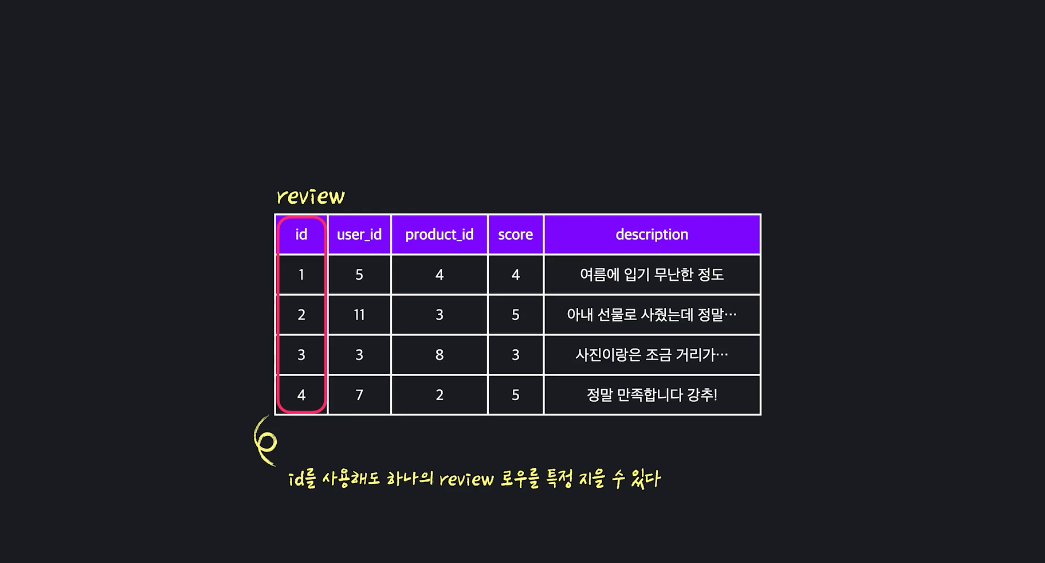 review
id user_id product_id score description
1 5 4 4 여름에 입기 무난한 정도
2 11 3 5 아내 선물로 사줬는데 정말…
3 3 8 3 사진이랑은 조금 거리가…
4 7 2 5 정말 만족합니다 강추!
id를 사용해도 하나의 review 로우를 특정 지을 수 있다